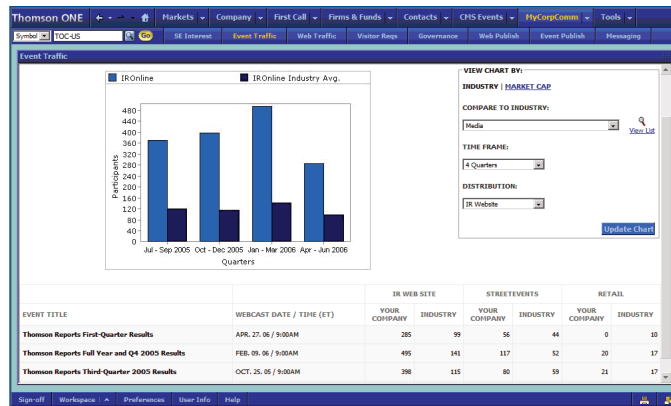 Thomson ONE Markets Company First Call Firms & Funds Contacts CMS Events MyCorpComm Tools
Symbol TOC-US Go SE Interest Event Traffic Web Traffic Visitor Reqs Governance Web Publish Event Publish Messaging
Event Traffic
IROnline IROnline Industry Avg.
480
440
400
360
320
280
240
200
160
120
80
40
0
Participants
Jul - Sep 2005 Oct - Dec 2005 Jan - Mar 2006 Apr - Jun 2006
Quarters
VIEW CHART BY:
INDUSTRY | MARKET CAP
COMPARE TO INDUSTRY:
Media
View List
TIME FRAME:
4 Quarters
DISTRIBUTION:
IR Website
Update Chart
IR WEB SITE STREETEVENTS RETAIL
EVENT TITLE WEBCAST DATE / TIME (ET) YOUR COMPANY INDUSTRY YOUR COMPANY INDUSTRY YOUR COMPANY INDUSTRY
Thomson Reports First-Quarter Results APR. 27. 06 / 9:00AM 285 99 56 44 0 10
Thomson Reports Full Year and Q4 2005 Results FEB. 09. 06 / 9:00AM 495 141 117 52 20 17
Thomson Reports Third-Quarter 2005 Results OCT. 25. 05 / 9:00AM 398 115 80 59 21 17
Sign-off Workspace Preferences User Info Help